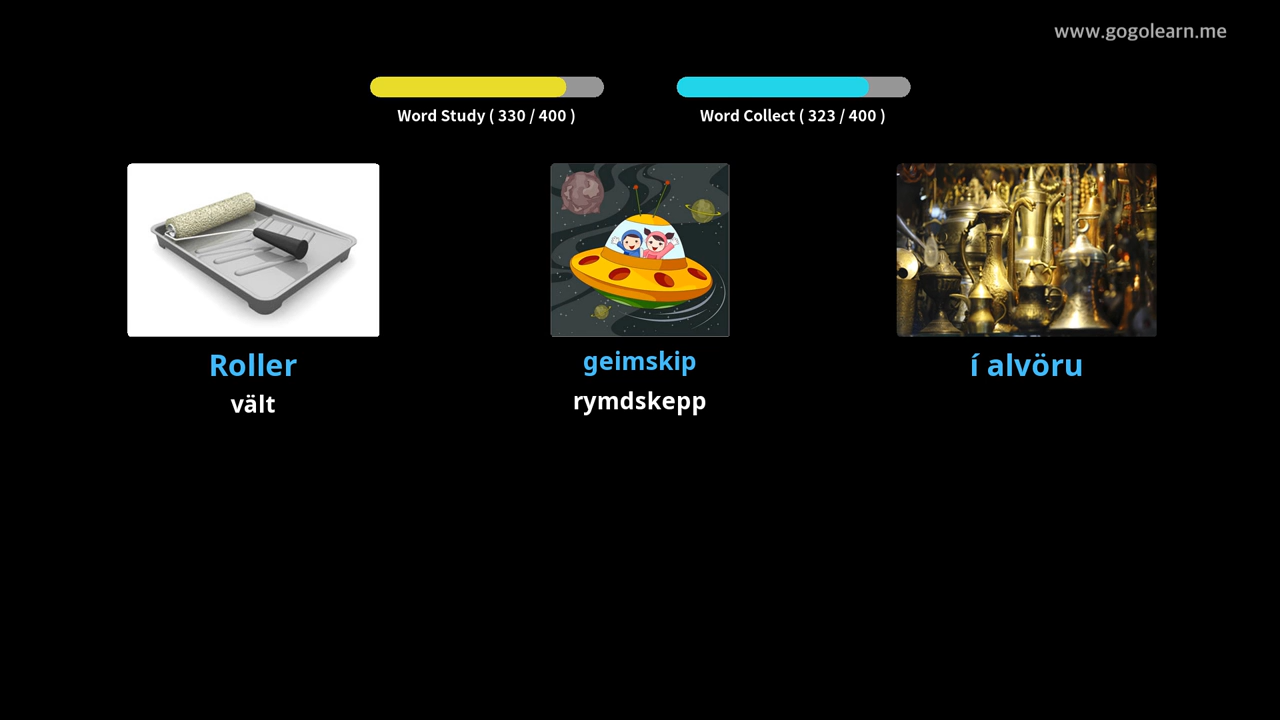 www.gogolearn.me
Word Study ( 330 / 400 )
Word Collect ( 323 / 400 )
Roller
vält
geimskip
rymdskepp
í alvöru